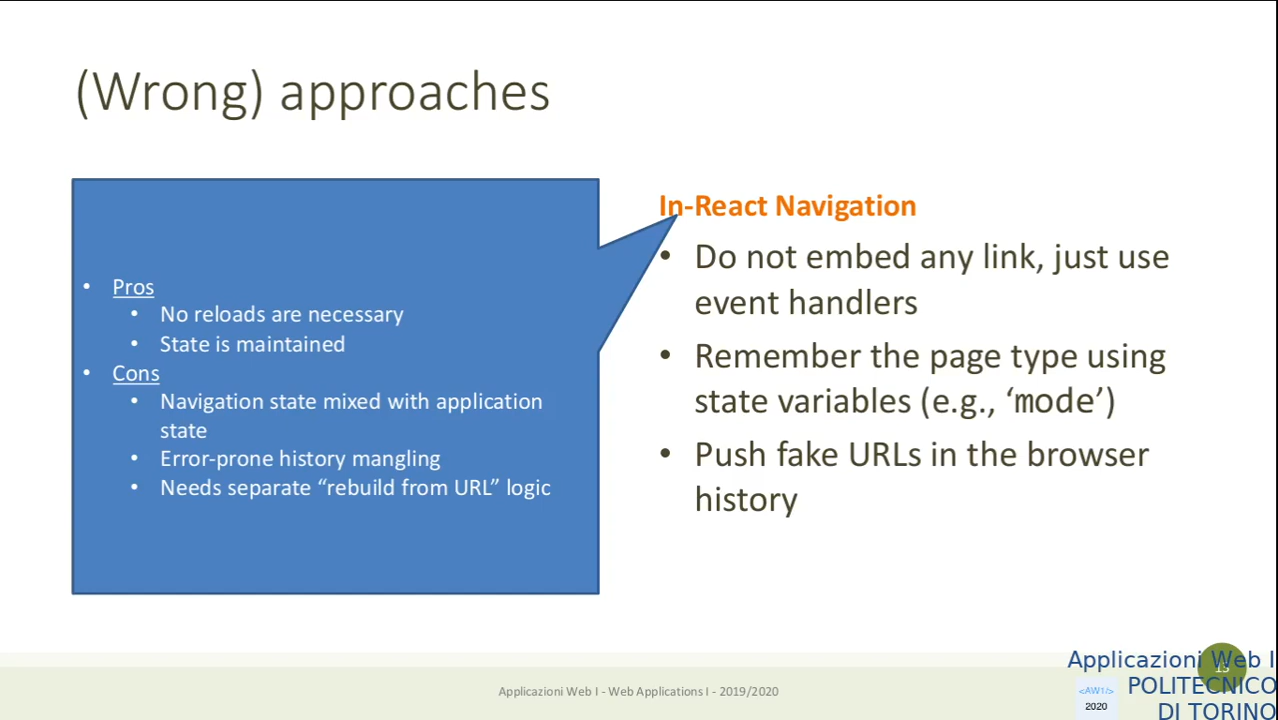 (Wrong) approaches
• Pros
• No reloads are necessary
• State is maintained
• Cons
• Navigation state mixed with application
state
• Error-prone history mangling
• Needs separate “rebuild from URL” logic
In-React Navigation
• Do not embed any link, just use
event handlers
• Remember the page type using
state variables (e.g., ‘mode’)
• Push fake URLs in the browser
history
Applicazioni Web I - Web Applications I - 2019/2020
13
Applicazioni Web I
POLITECNICO
DI TORINO
<AW1/>
2020